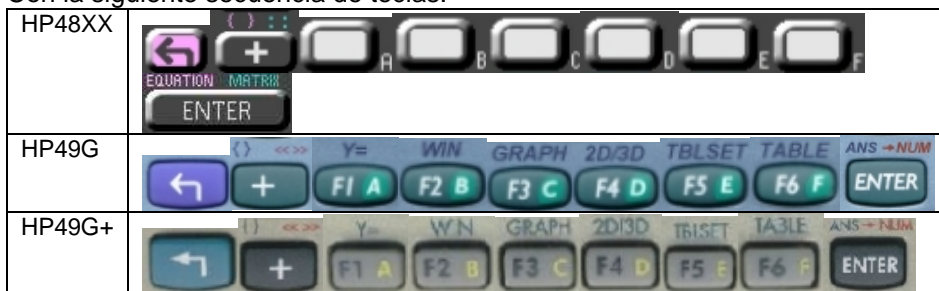 Con la siguiente secuencia de teclas:
HP48XX
{ } ::
+ A B C D E F
EQUATION MATRIX
ENTER
HP49G
{} «»» Y= WIN GRAPH 2D/3D TBLSET TABLE ANS →NUM
+ F1 A F2 B F3 C F4 D F5 E F6 F ENTER
HP49G+
{} «»» Y= WIN GRAPH 2D/3D TBLSET TABLE ANS→NUM
+ F1 A F2 B F3 C F4 D F5 E F6 F ENTER